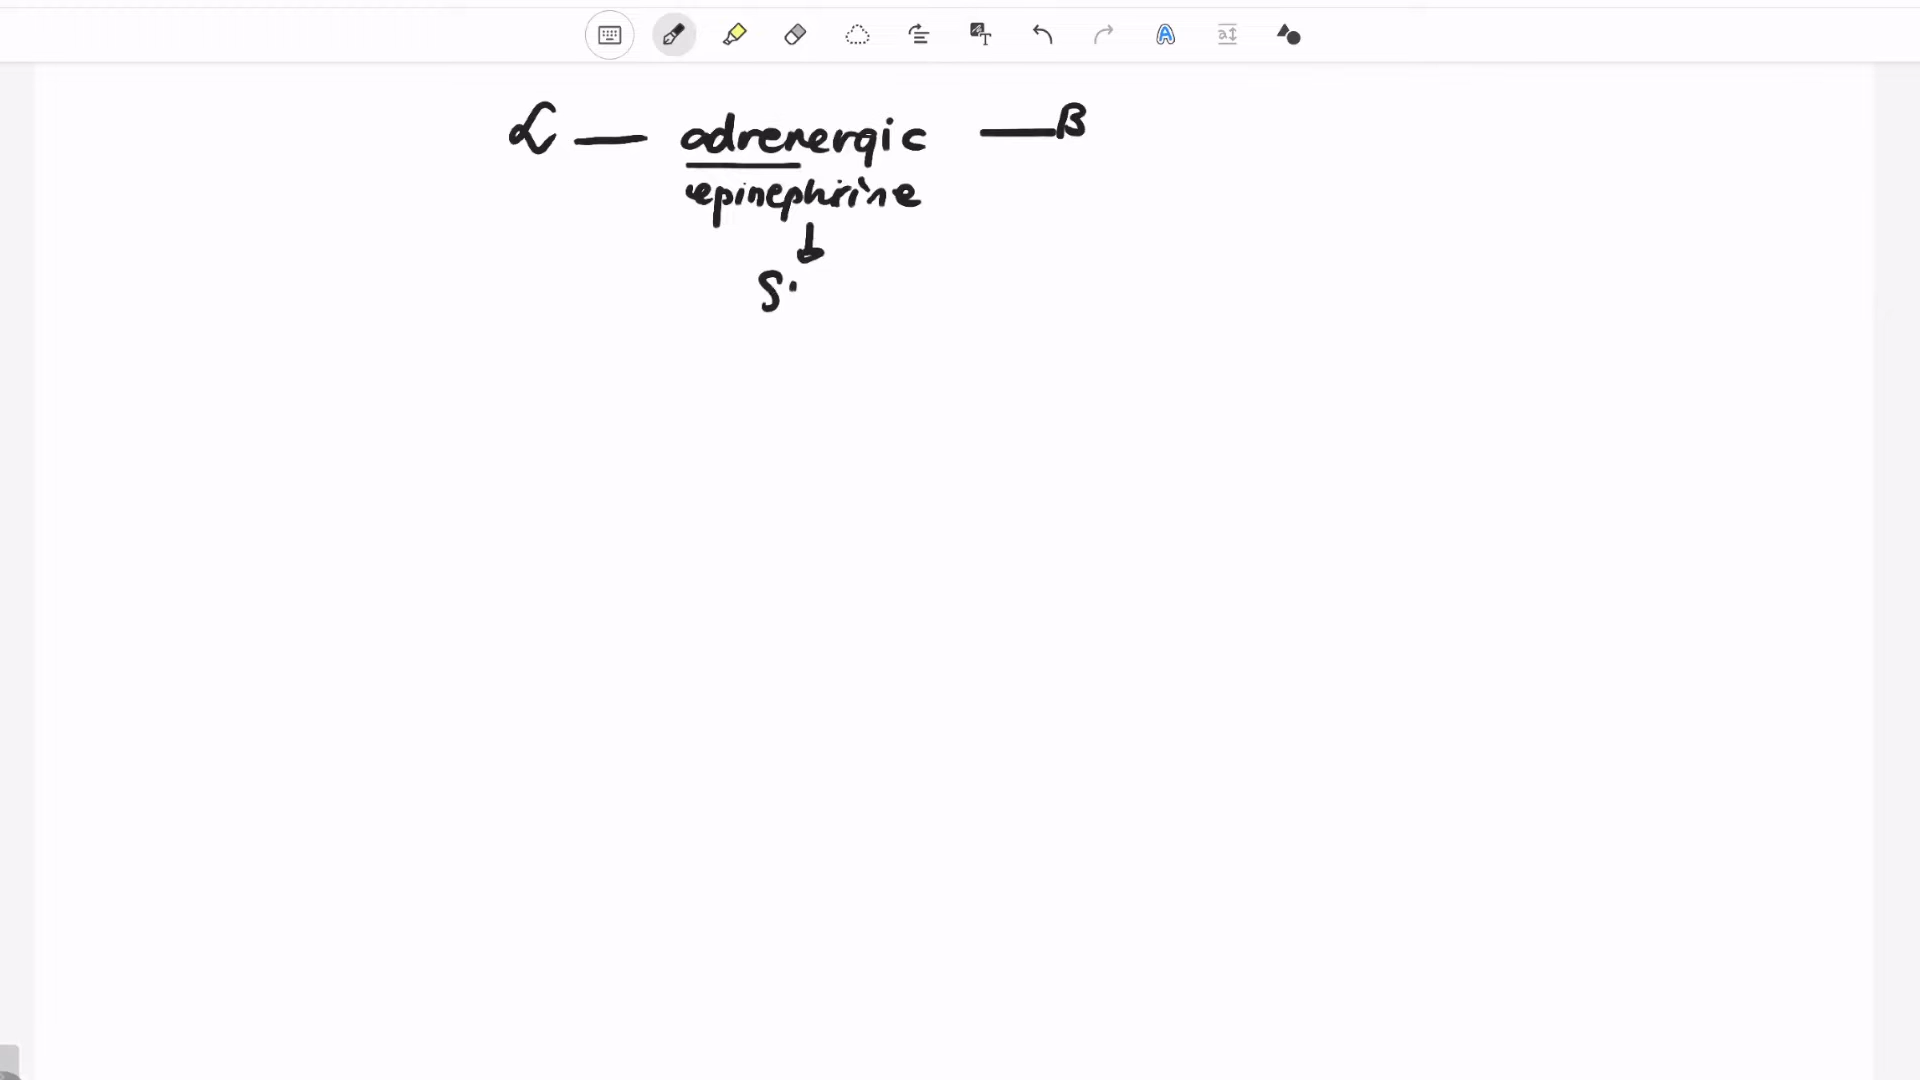 α — adrenergic — β
epinephrine
S.